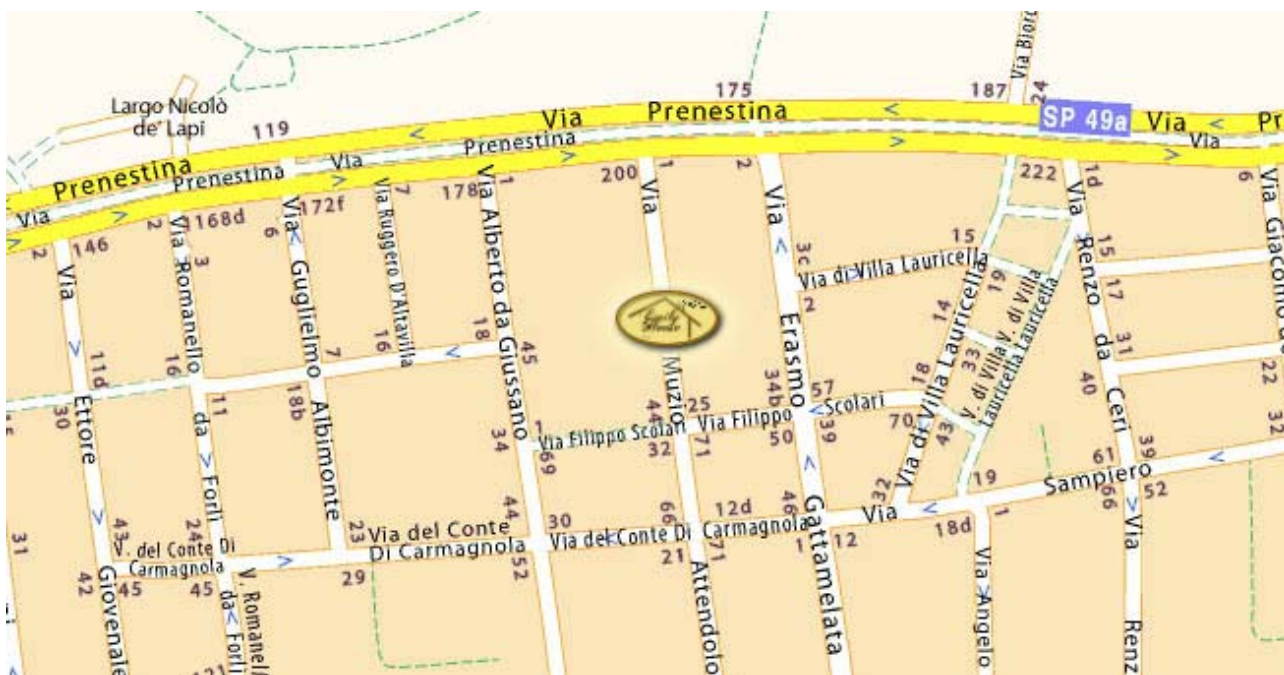 Via Biord
175
187
24
Largo Nicolò
de' Lapi
119
Via
Prenestina
SP 49a
Via
Pr
Prenestina
Via
Prenestina
Prenestina
Via
Via
2
146
2
168d
6
172f
7
178
1
200
1
2
222
1d
6
Via
Ettore
Giovenale
Via Romanello
da Forlì
3
Via
Guglielmo
Albimonte
Via Ruggero D'Altavilla
Via Alberto da Giussano
Via
Muzio
Attendolo
Via
Erasmo
Gattamelata
3c
15
Via di Villa Lauricella
2
19
15
17
Via
Renzo
da
Ceri
Via Giacomo
14
V. di Villa
V. di Villa
Lauricella
Lauricella
33
31
11d
16
7
16
18
45
30
11
18b
34b
57
18
40
22
32
1
25
Via Filippo Scolari
Via Filippo
Scolari
44
34
69
32
71
50
39
70
43
Via di Villa Lauricella
61
39
31
43
24
23
44
30
66
12d
46
32
19
Sampiero
66
52
Via del Conte
Di Carmagnola
Via del Conte Di Carmagnola
Via
V. del Conte Di
Carmagnola
42
45
45
29
52
21
71
1
12
18d
1
V. Romanell
da Forlì
Via Angelo
Via
Renz
121